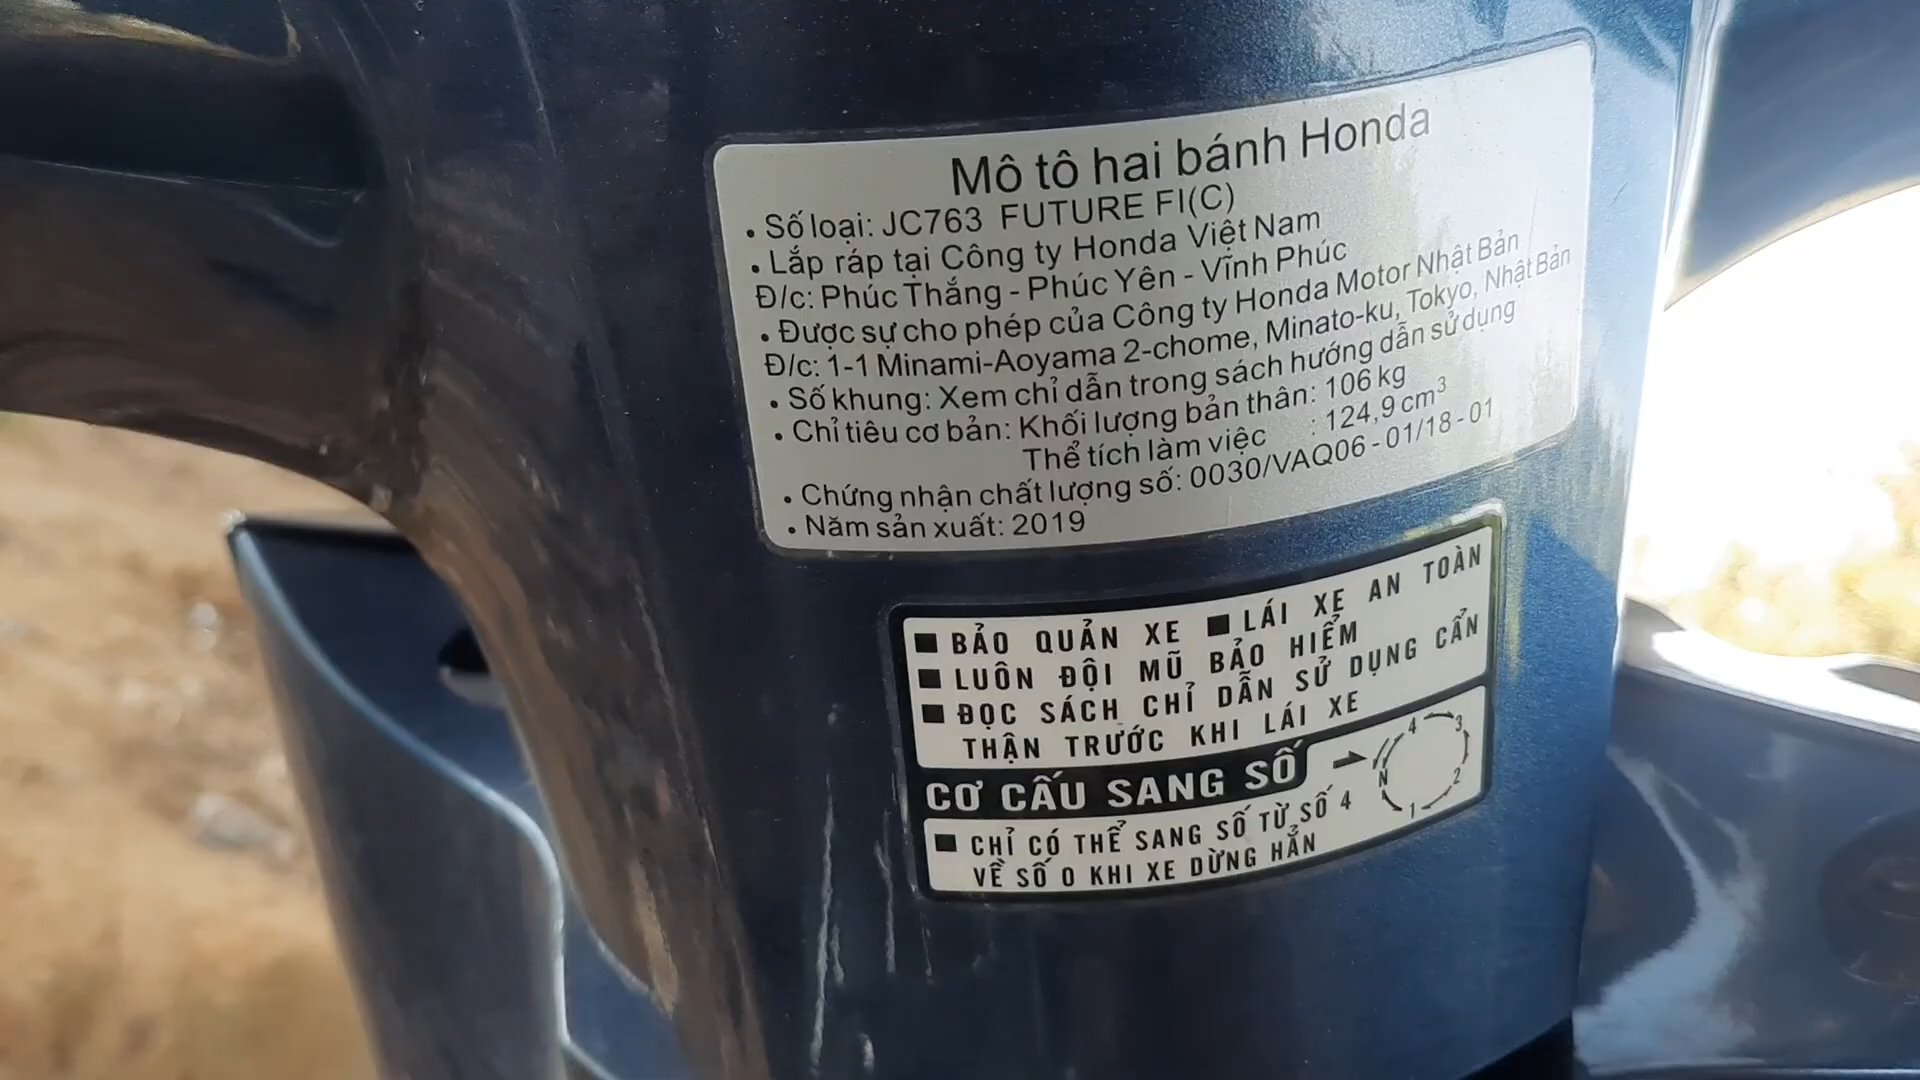 Mô tô hai bánh Honda
• Số loại: JC763 FUTURE FI(C)
• Lắp ráp tại Công ty Honda Việt Nam
Đ/c: Phúc Thắng - Phúc Yên - Vĩnh Phúc
• Được sự cho phép của Công ty Honda Motor Nhật Bản
Đ/c: 1-1 Minami-Aoyama 2-chome, Minato-ku, Tokyo, Nhật Bản
• Số khung: Xem chỉ dẫn trong sách hướng dẫn sử dụng
• Chỉ tiêu cơ bản: Khối lượng bản thân: 106 kg
Thể tích làm việc : 124,9 cm³
• Chứng nhận chất lượng số: 0030/VAQ06 - 01/18 - 01
• Năm sản xuất: 2019
■ BẢO QUẢN XE ■ LÁI XE AN TOÀN
■ LUÔN ĐỘI MŨ BẢO HIỂM
■ ĐỌC SÁCH CHỈ DẪN SỬ DỤNG CẨN
THẬN TRƯỚC KHI LÁI XE
CƠ CẤU SANG SỐ
N 1 2 3 4
■ CHỈ CÓ THỂ SANG SỐ TỪ SỐ 4
VỀ SỐ 0 KHI XE DỪNG HẲN